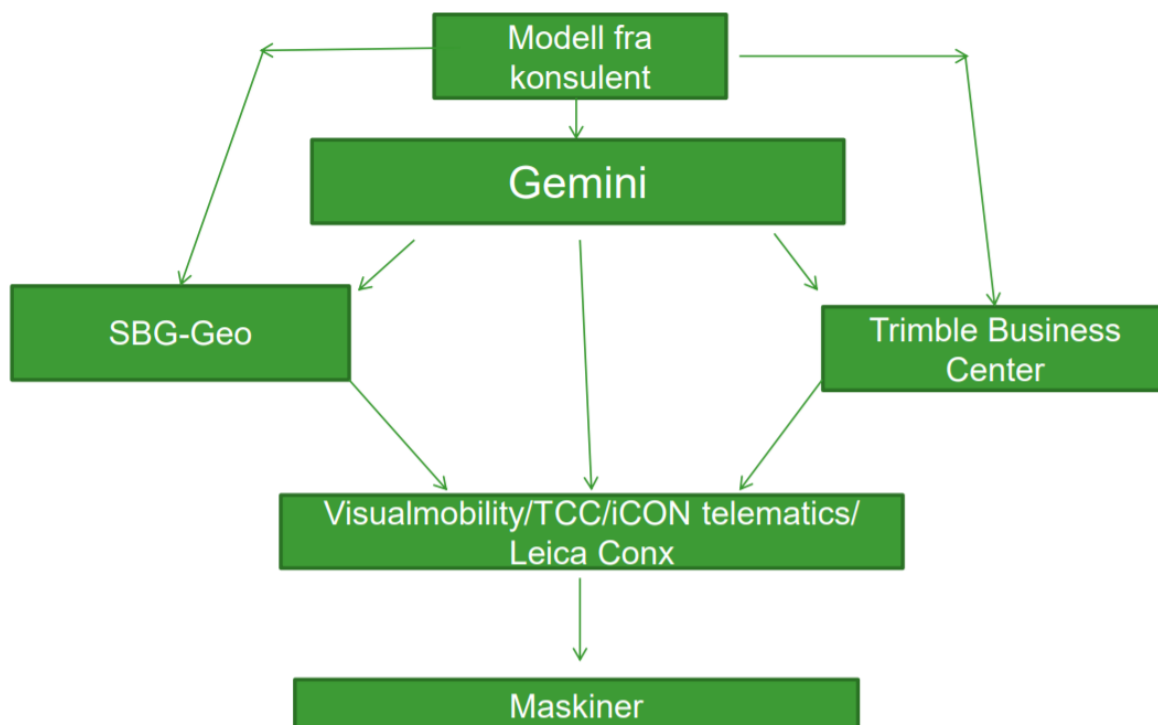 Modell fra
konsulent
Gemini
SBG-Geo
Trimble Business
Center
Visualmobility/TCC/iCON telematics/
Leica Conx
Maskiner